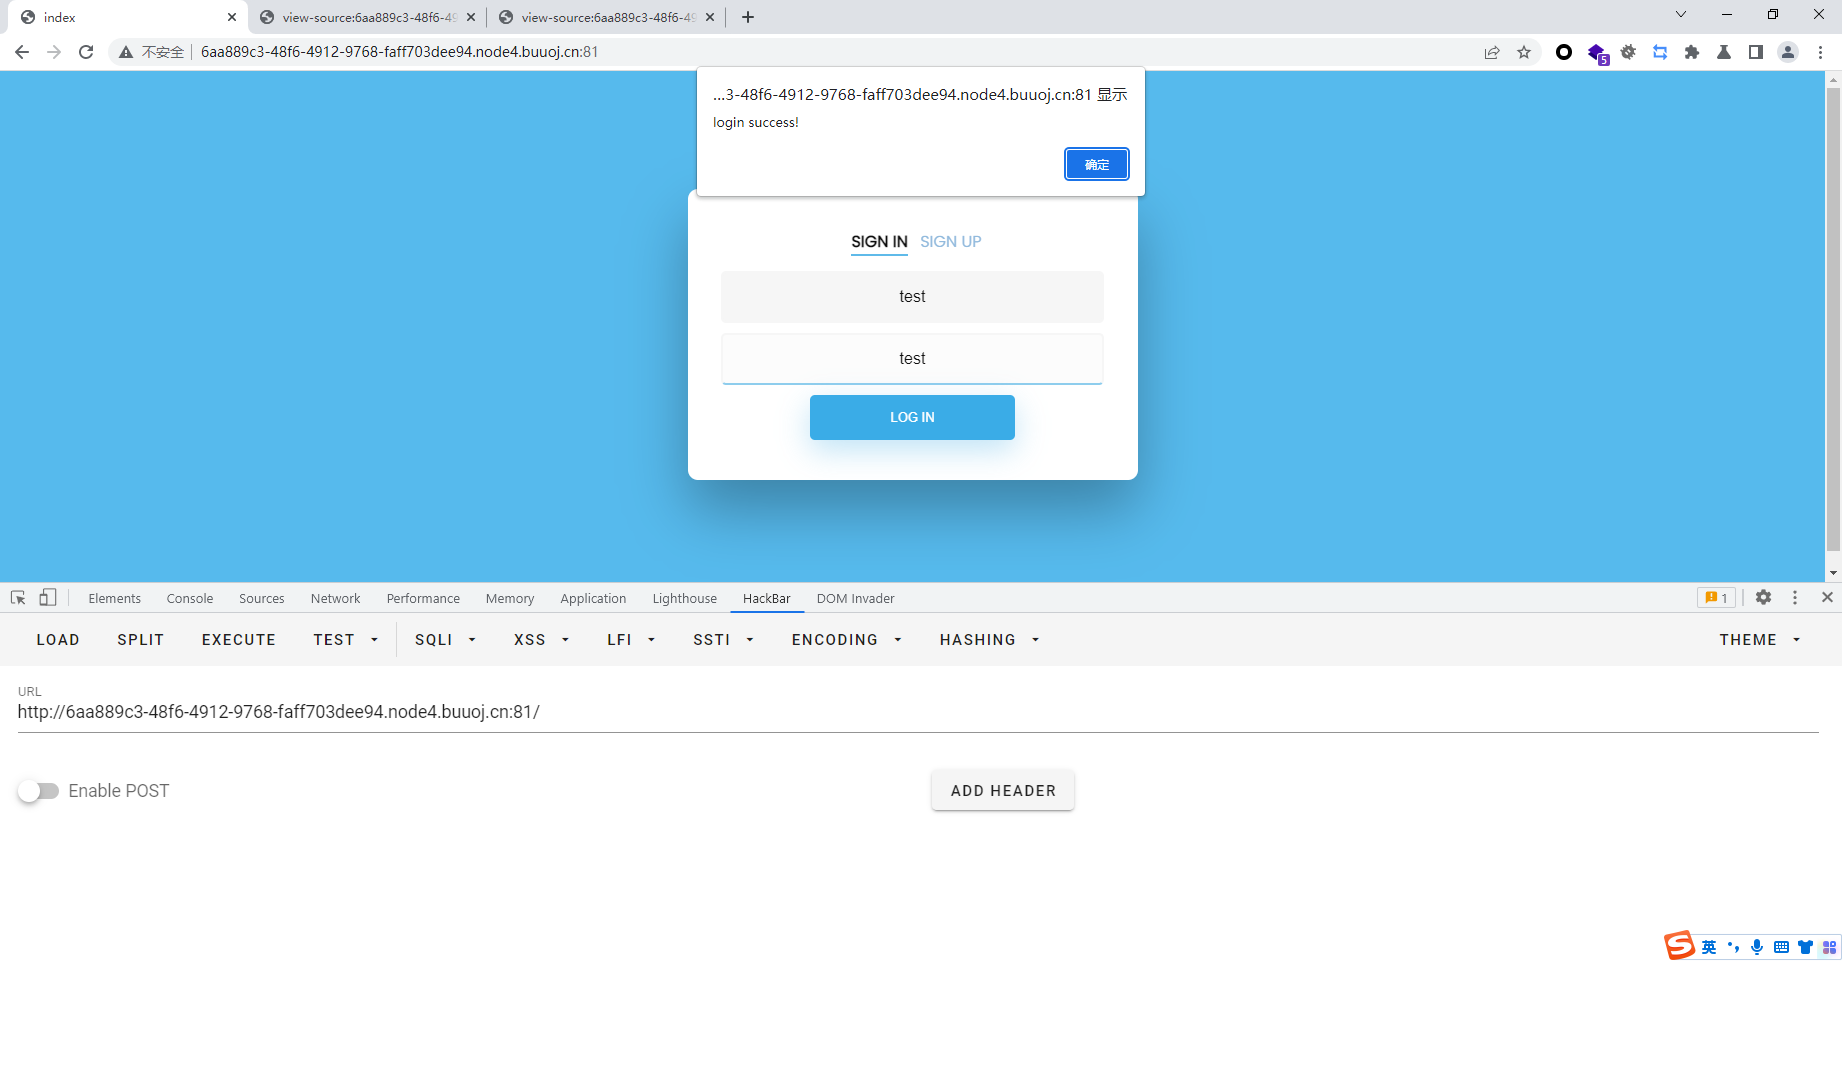 index
view-source:6aa889c3-48f6-49
view-source:6aa889c3-48f6-49
不安全
6aa889c3-48f6-4912-9768-faff703dee94.node4.buuoj.cn:81
5
...3-48f6-4912-9768-faff703dee94.node4.buuoj.cn:81 显示
login success!
确定
SIGN IN SIGN UP
test
test
LOG IN
Elements Console Sources Network Performance Memory Application Lighthouse HackBar DOM Invader 1
LOAD SPLIT EXECUTE TEST SQLI XSS LFI SSTI ENCODING HASHING THEME
URL
http://6aa889c3-48f6-4912-9768-faff703dee94.node4.buuoj.cn:81/
Enable POST
ADD HEADER
S 英